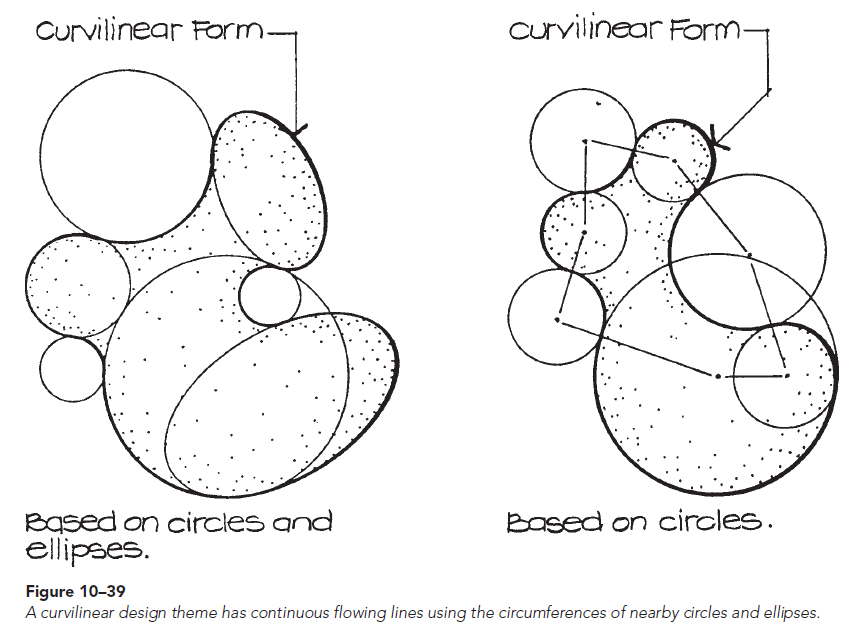 Curvilinear Form
Curvilinear Form
Based on circles and
ellipses.
Based on circles.
Figure 10–39
A curvilinear design theme has continuous flowing lines using the circumferences of nearby circles and ellipses.